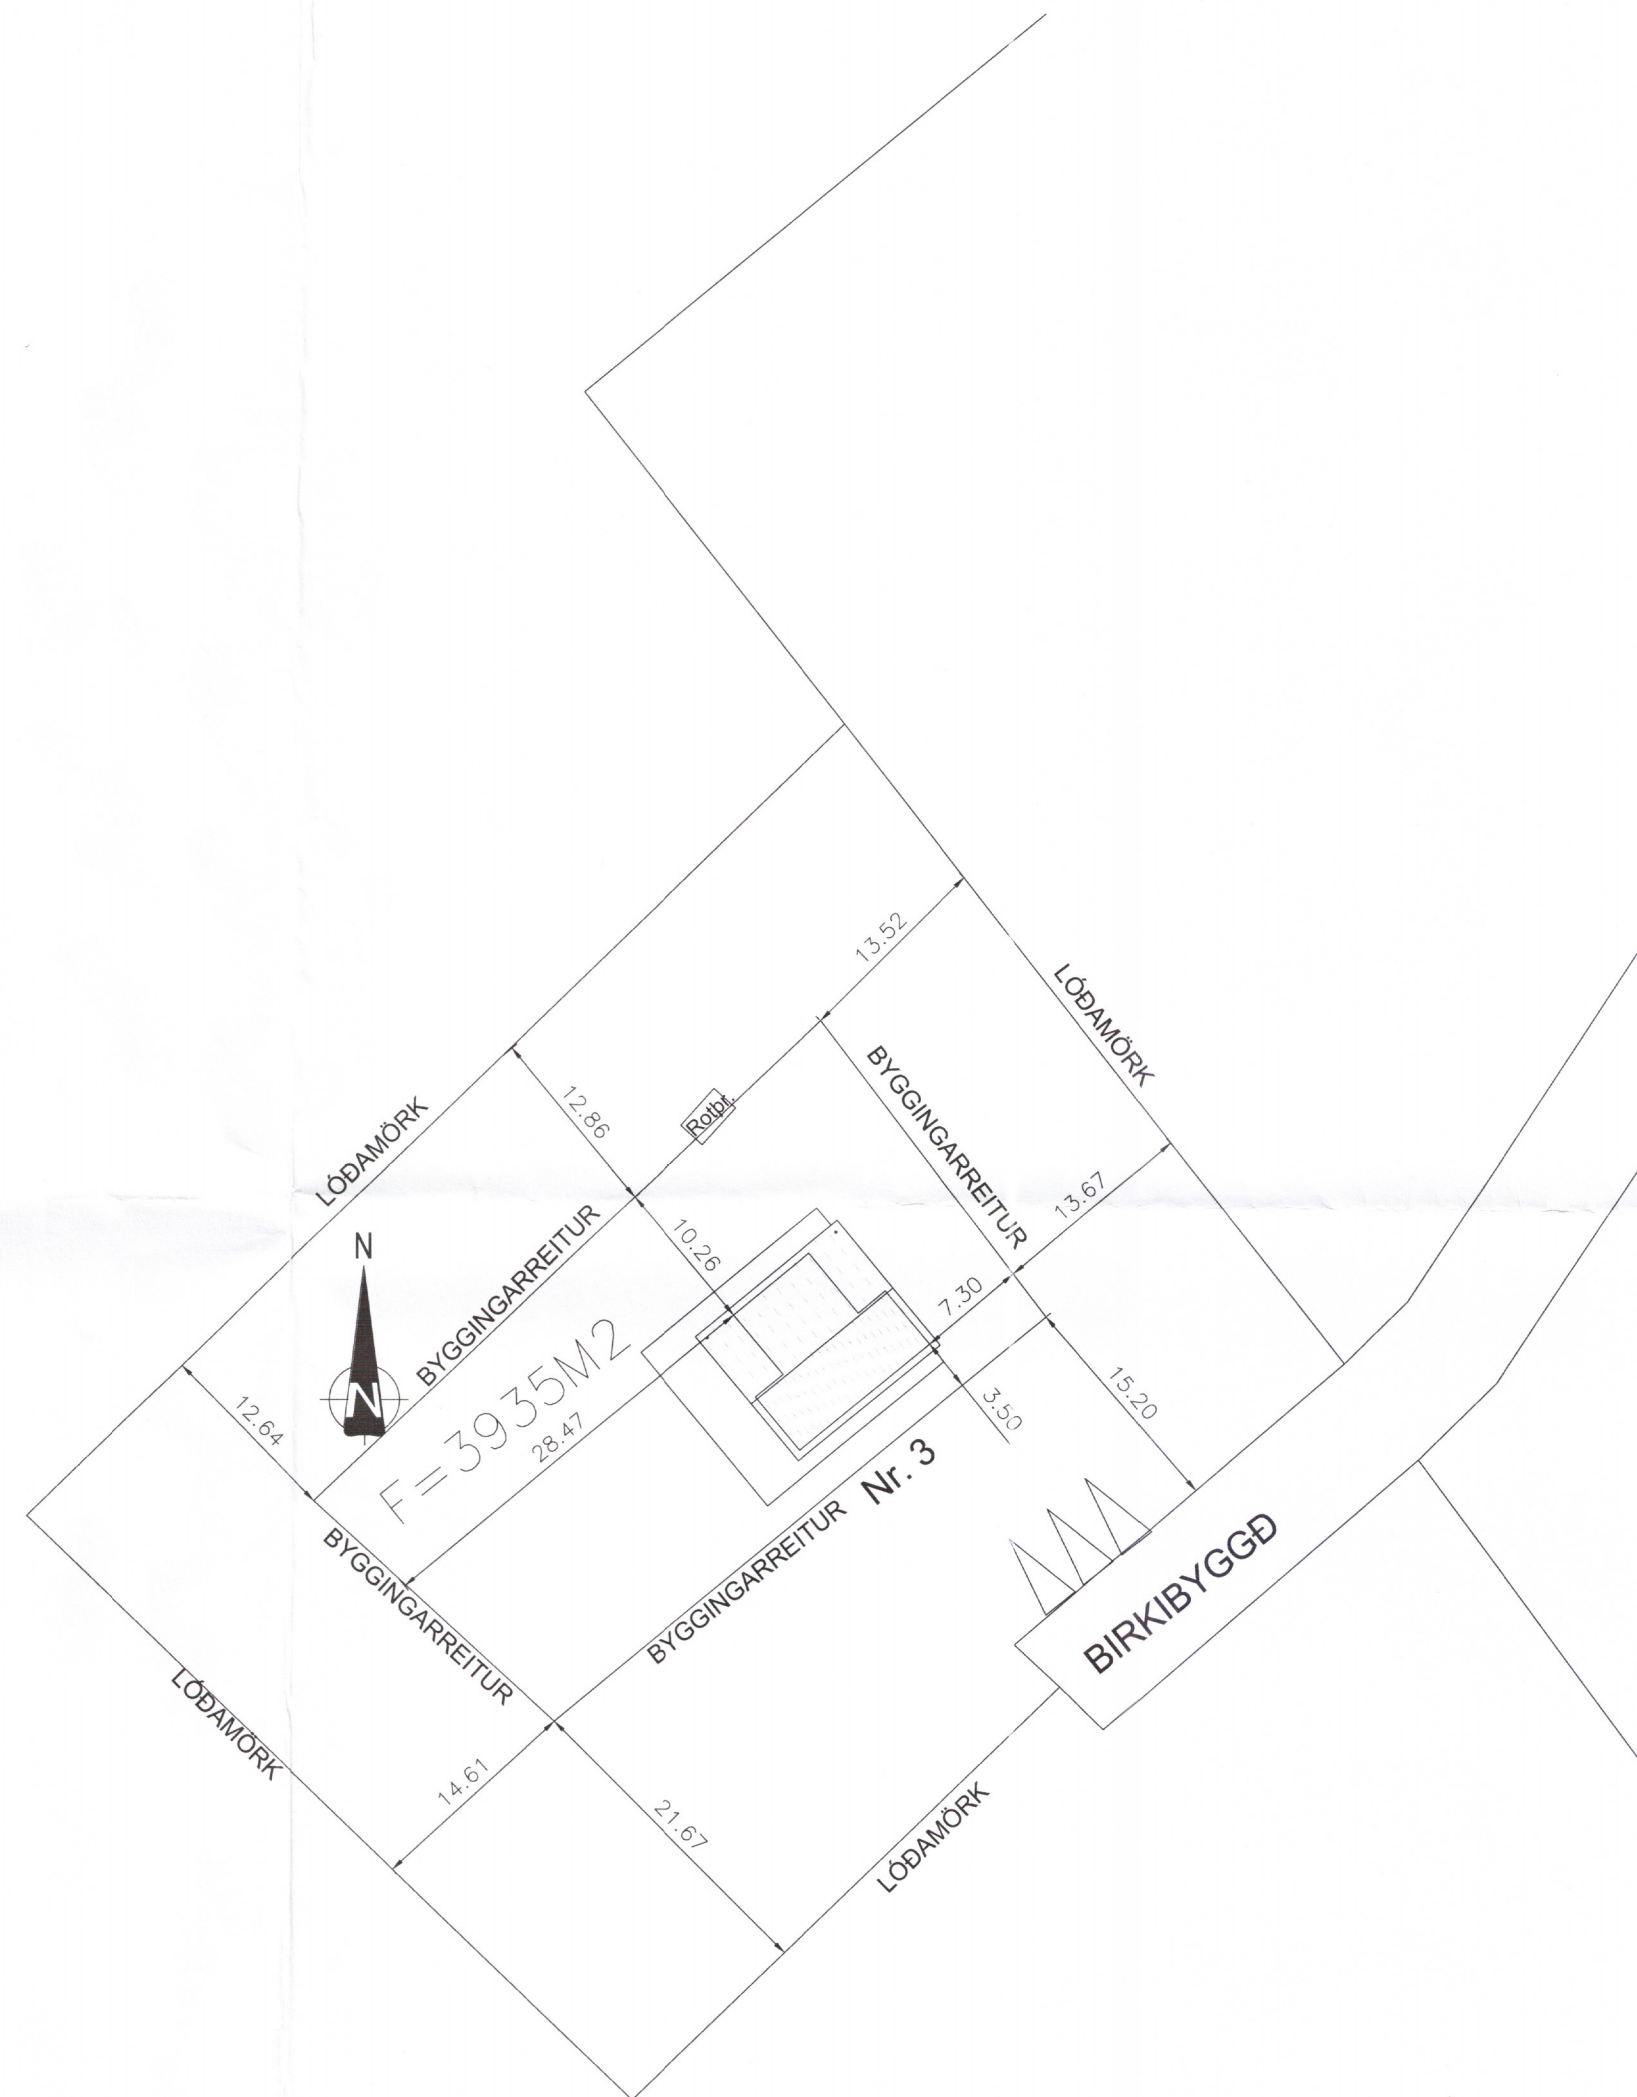 13.52
LÓÐAMÖRK
BYGGINGARREITUR
12.86
Rotþr.
LÓÐAMÖRK
13.67
BYGGINGARREITUR
10.26
N
N
7.30
F=3935M2
28.47
12.64
3.50
15.20
Nr. 3
BYGGINGARREITUR
BYGGINGARREITUR
BIRKIBYGGÐ
LÓÐAMÖRK
14.61
21.67
LÓÐAMÖRK